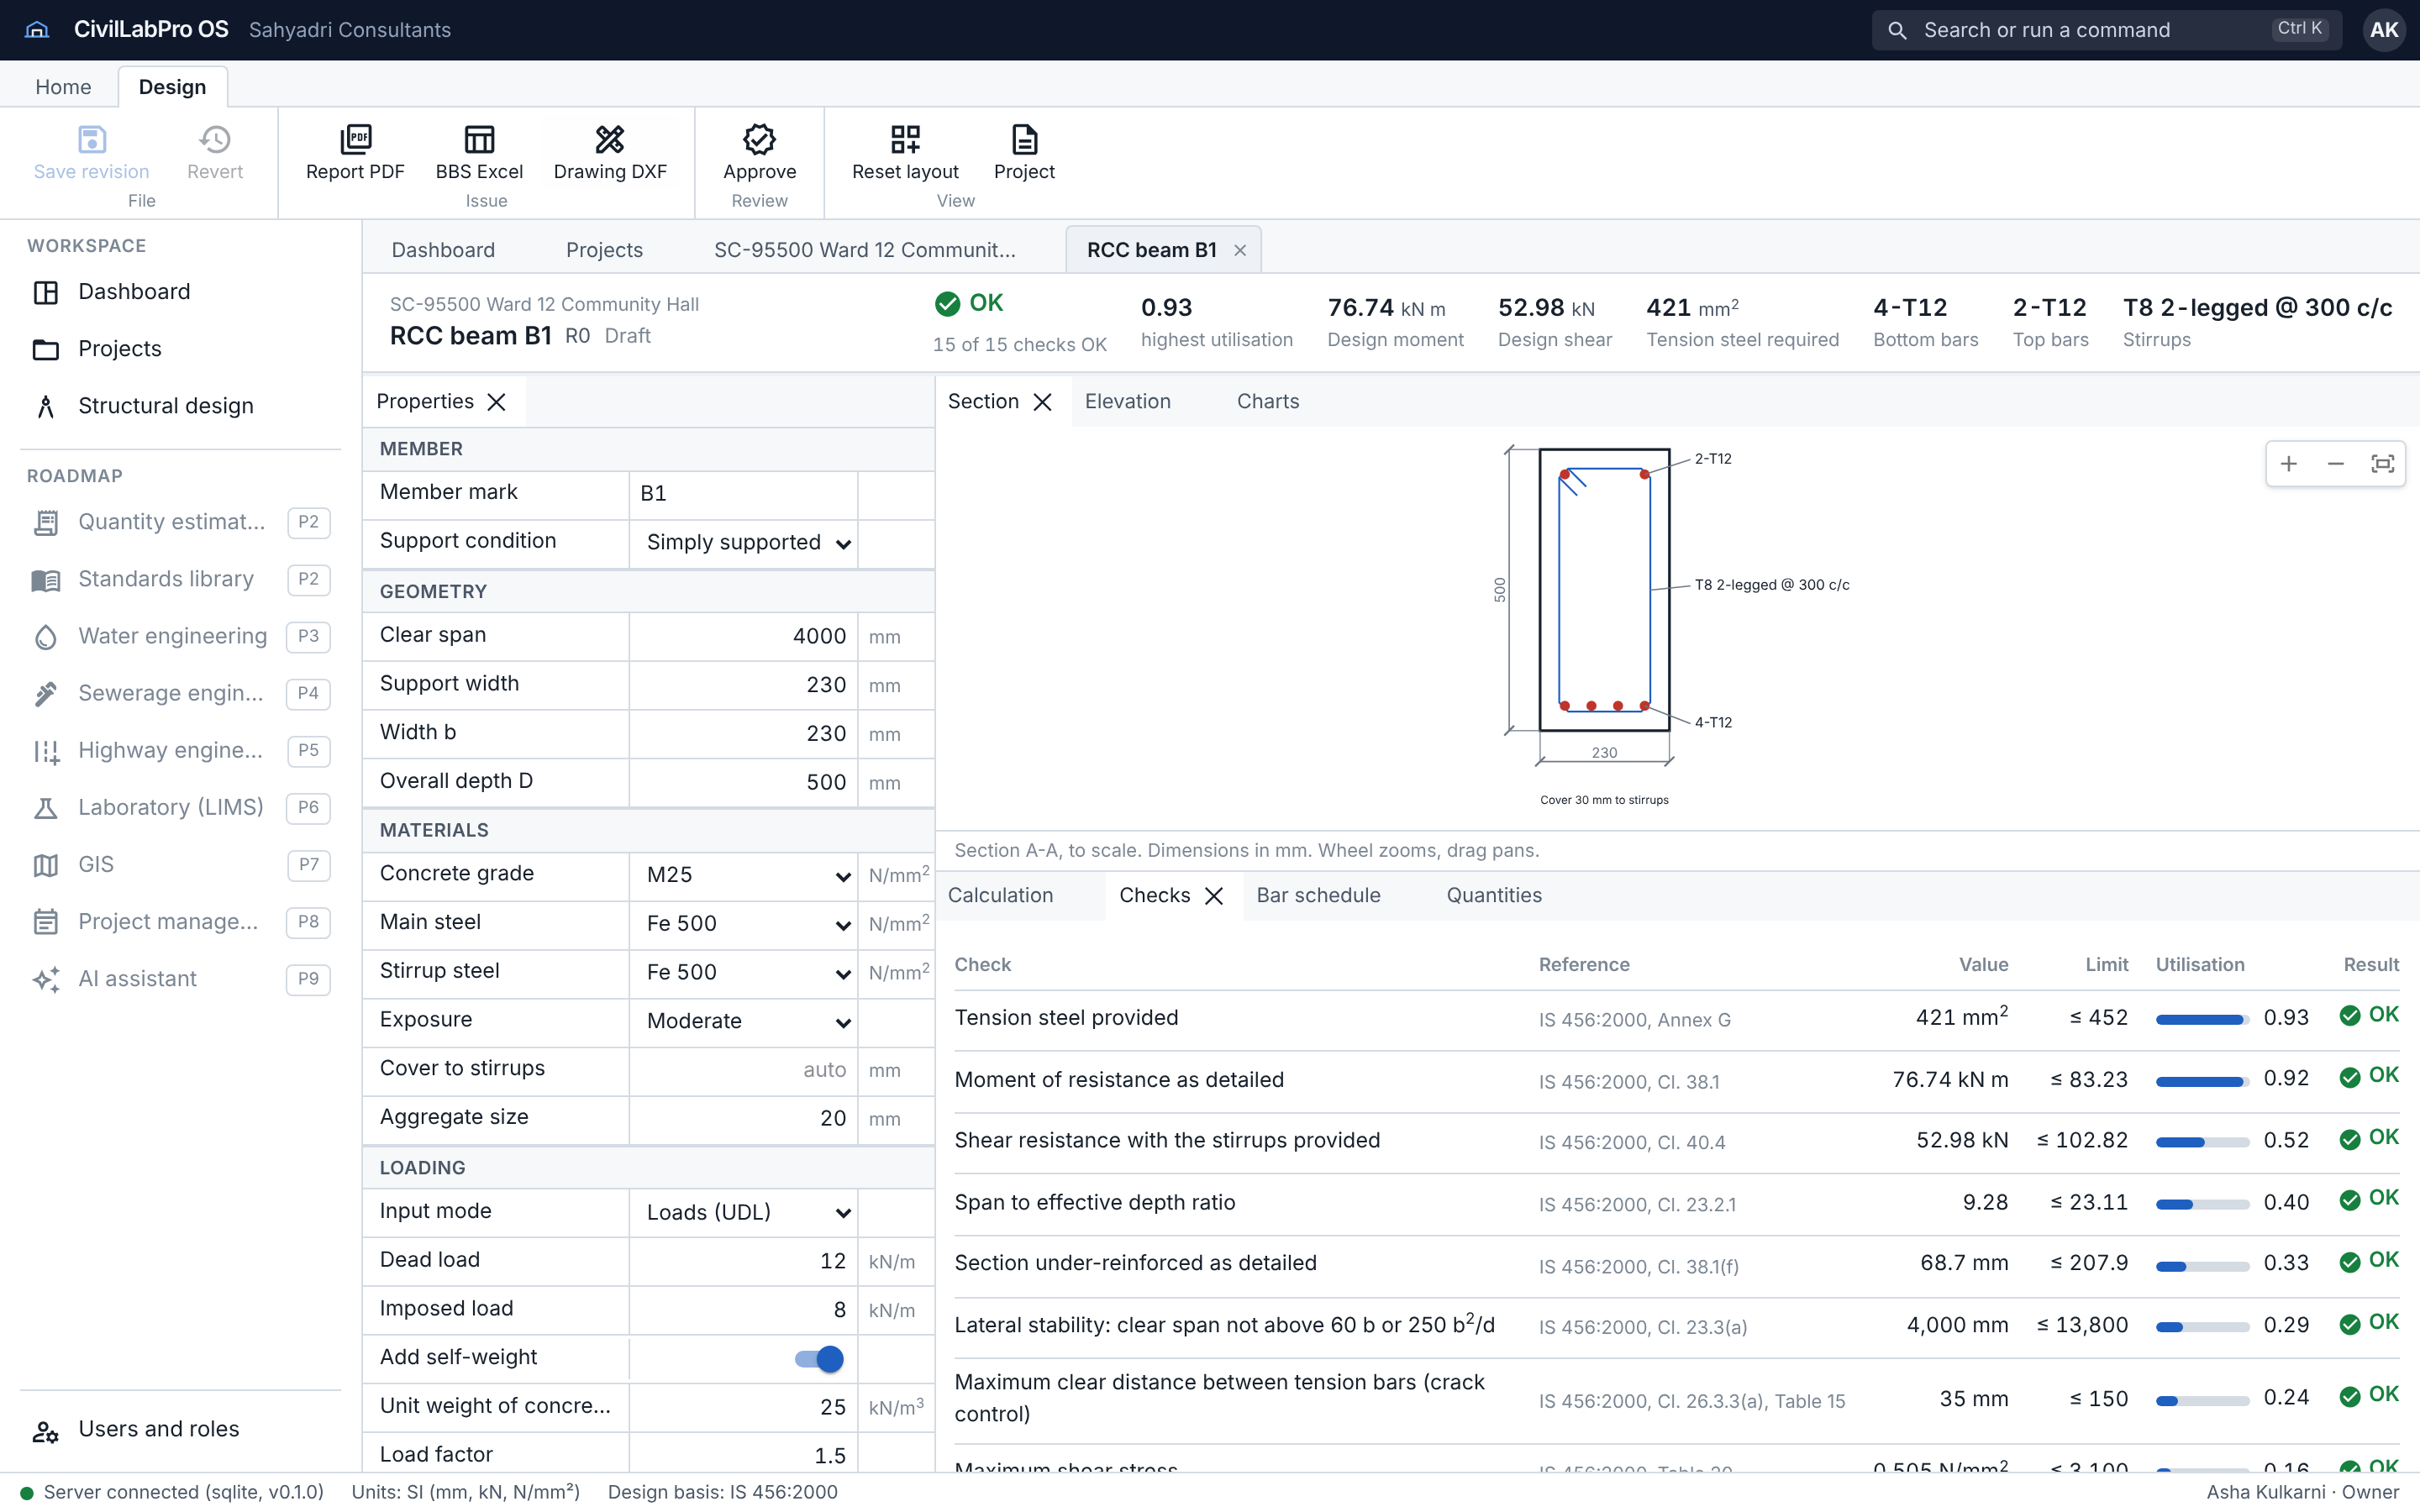 CivilLabPro OS Sahyadri Consultants Search or run a command Ctrl K AK
Home Design
Save revision Revert Report PDF BBS Excel Drawing DXF Approve Reset layout Project
File Issue Review View
WORKSPACE
Dashboard
Projects
Structural design
ROADMAP
Quantity estimat... P2
Standards library P2
Water engineering P3
Sewerage engin... P4
Highway engine... P5
Laboratory (LIMS) P6
GIS P7
Project manage... P8
AI assistant P9
Users and roles
Dashboard Projects SC-95500 Ward 12 Communit... RCC beam B1
SC-95500 Ward 12 Community Hall
RCC beam B1 R0 Draft
OK
15 of 15 checks OK
0.93
highest utilisation
76.74 kN m
Design moment
52.98 kN
Design shear
421 mm²
Tension steel required
4-T12
Bottom bars
2-T12
Top bars
T8 2-legged @ 300 c/c
Stirrups
Properties
MEMBER
Member mark B1
Support condition Simply supported
GEOMETRY
Clear span 4000 mm
Support width 230 mm
Width b 230 mm
Overall depth D 500 mm
MATERIALS
Concrete grade M25 N/mm²
Main steel Fe 500 N/mm²
Stirrup steel Fe 500 N/mm²
Exposure Moderate
Cover to stirrups auto mm
Aggregate size 20 mm
LOADING
Input mode Loads (UDL)
Dead load 12 kN/m
Imposed load 8 kN/m
Add self-weight
Unit weight of concre... 25 kN/m³
Load factor 1.5
Section Elevation Charts
2-T12
500
T8 2-legged @ 300 c/c
4-T12
230
Cover 30 mm to stirrups
Section A-A, to scale. Dimensions in mm. Wheel zooms, drag pans.
Calculation Checks Bar schedule Quantities
Check Reference Value Limit Utilisation Result
Tension steel provided IS 456:2000, Annex G 421 mm² ≤ 452 0.93 OK
Moment of resistance as detailed IS 456:2000, Cl. 38.1 76.74 kN m ≤ 83.23 0.92 OK
Shear resistance with the stirrups provided IS 456:2000, Cl. 40.4 52.98 kN ≤ 102.82 0.52 OK
Span to effective depth ratio IS 456:2000, Cl. 23.2.1 9.28 ≤ 23.11 0.40 OK
Section under-reinforced as detailed IS 456:2000, Cl. 38.1(f) 68.7 mm ≤ 207.9 0.33 OK
Lateral stability: clear span not above 60 b or 250 b²/d IS 456:2000, Cl. 23.3(a) 4,000 mm ≤ 13,800 0.29 OK
Maximum clear distance between tension bars (crack
control) IS 456:2000, Cl. 26.3.3(a), Table 15 35 mm ≤ 150 0.24 OK
Maximum shear stress IS 456:2000, Table 20 0.505 N/mm² ≤ 3.100 0.16 OK
Server connected (sqlite, v0.1.0) Units: SI (mm, kN, N/mm²) Design basis: IS 456:2000 Asha Kulkarni · Owner